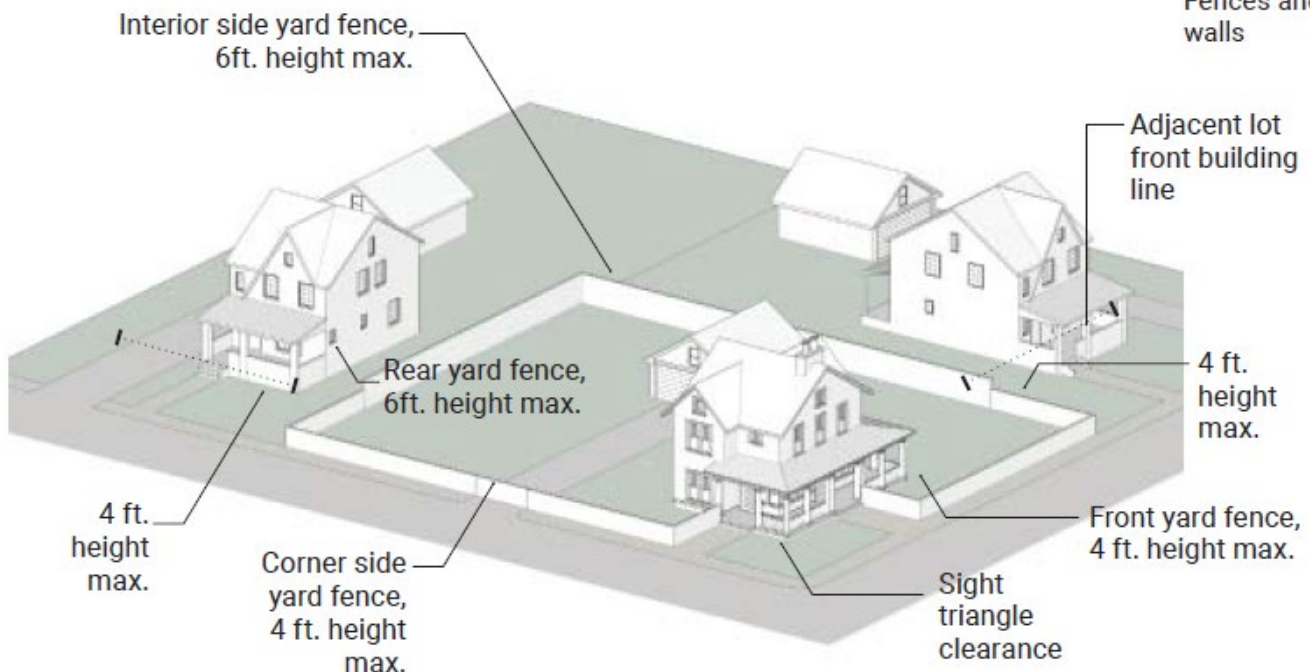 Fences and
walls
Interior side yard fence,
6ft. height max.
Adjacent lot
front building
line
Rear yard fence,
6ft. height max.
4 ft.
height
max.
4 ft.
height
max.
Corner side
yard fence,
4 ft. height
max.
Front yard fence,
4 ft. height max.
Sight
triangle
clearance